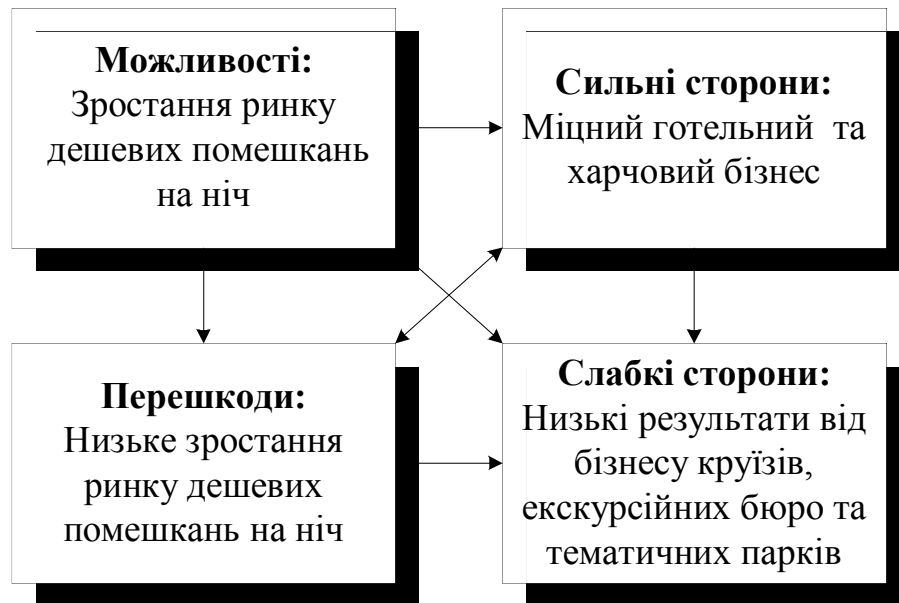 Можливості:
Зростання ринку
дешевих помешкань
на ніч
Сильні сторони:
Міцний готельний та
харчовий бізнес
Перешкоди:
Низьке зростання
ринку дешевих
помешкань на ніч
Слабкі сторони:
Низькі результати від
бізнесу круїзів,
екскурсійних бюро та
тематичних парків